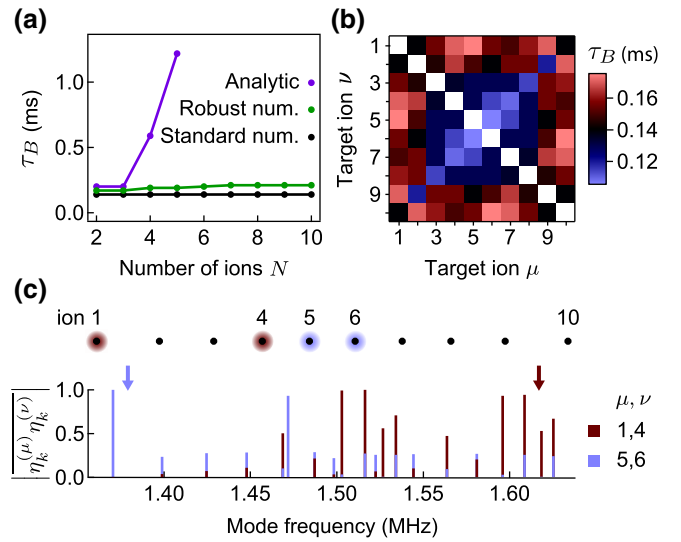 (a)
τ_B (ms)
1.0
0.5
0.0
Analytic
Robust num.
Standard num.
2 4 6 8 10
Number of ions N
(b)
Target ion ν
1
3
5
7
9
1 3 5 7 9
Target ion μ
τ_B (ms)
0.16
0.14
0.12
(c)
ion 1 4 5 6 10
|η_k^(μ) η_k^(ν)|
1.0
0.5
0.0
1.40 1.45 1.50 1.55 1.60
Mode frequency (MHz)
μ, ν
1,4
5,6